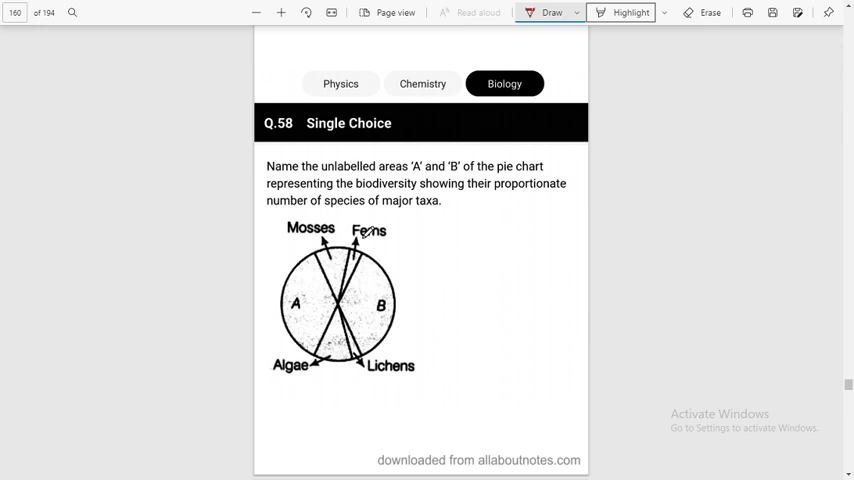 160 of 194 Page view Read aloud Draw Highlight Erase
Physics Chemistry Biology
Q.58 Single Choice
Name the unlabelled areas ‘A’ and ‘B’ of the pie chart
representing the biodiversity showing their proportionate
number of species of major taxa.
Mosses Ferns
A B
Algae Lichens
Activate Windows
Go to Settings to activate Windows.
downloaded from allaboutnotes.com